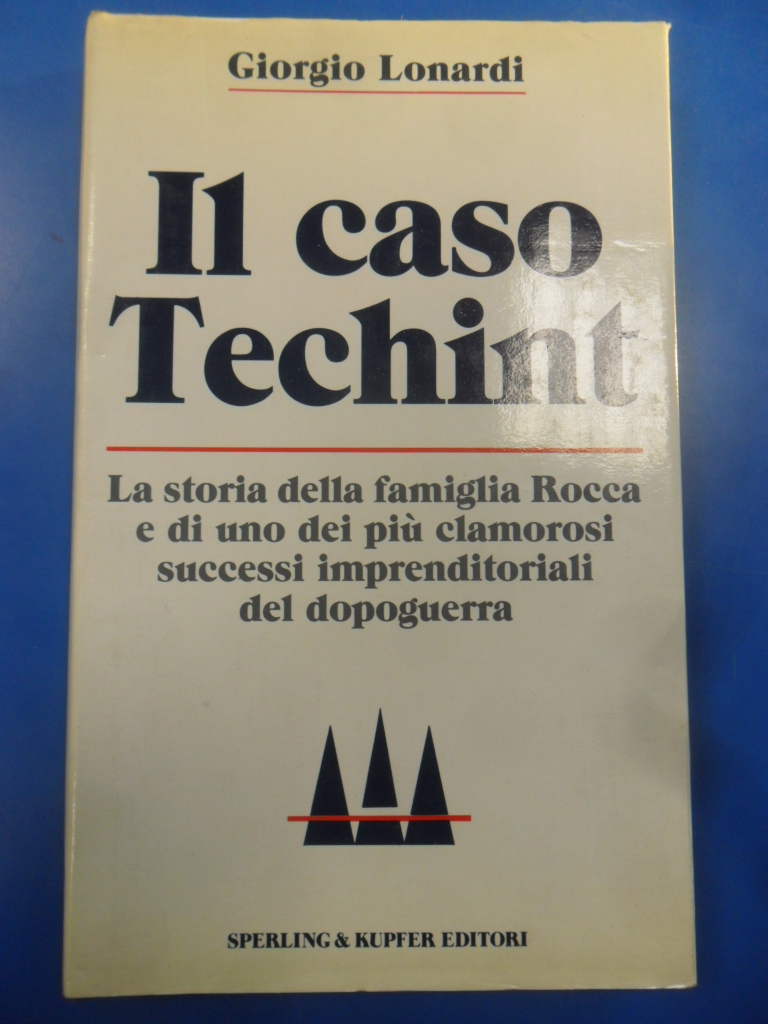 Giorgio Lonardi
Il caso
Techint
La storia della famiglia Rocca
e di uno dei più clamorosi
successi imprenditoriali
del dopoguerra
SPERLING & KUPFER EDITORI